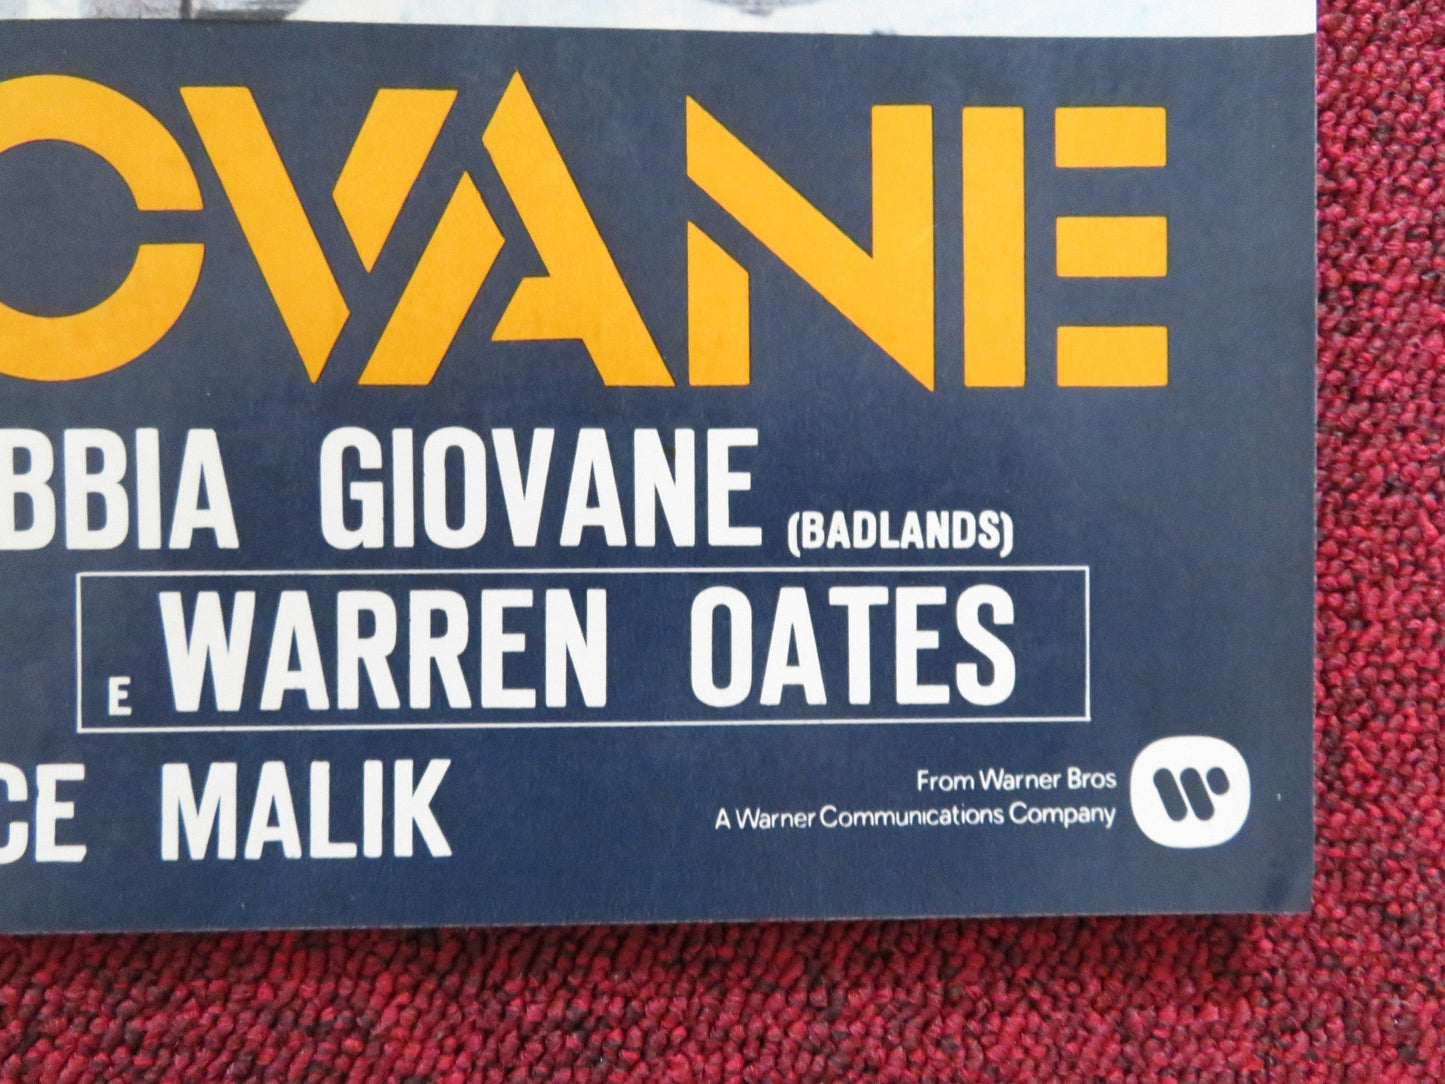 OVANE
BBIA GIOVANE (BADLANDS)
E WARREN OATES
CE MALIK
From Warner Bros
A Warner Communications Company